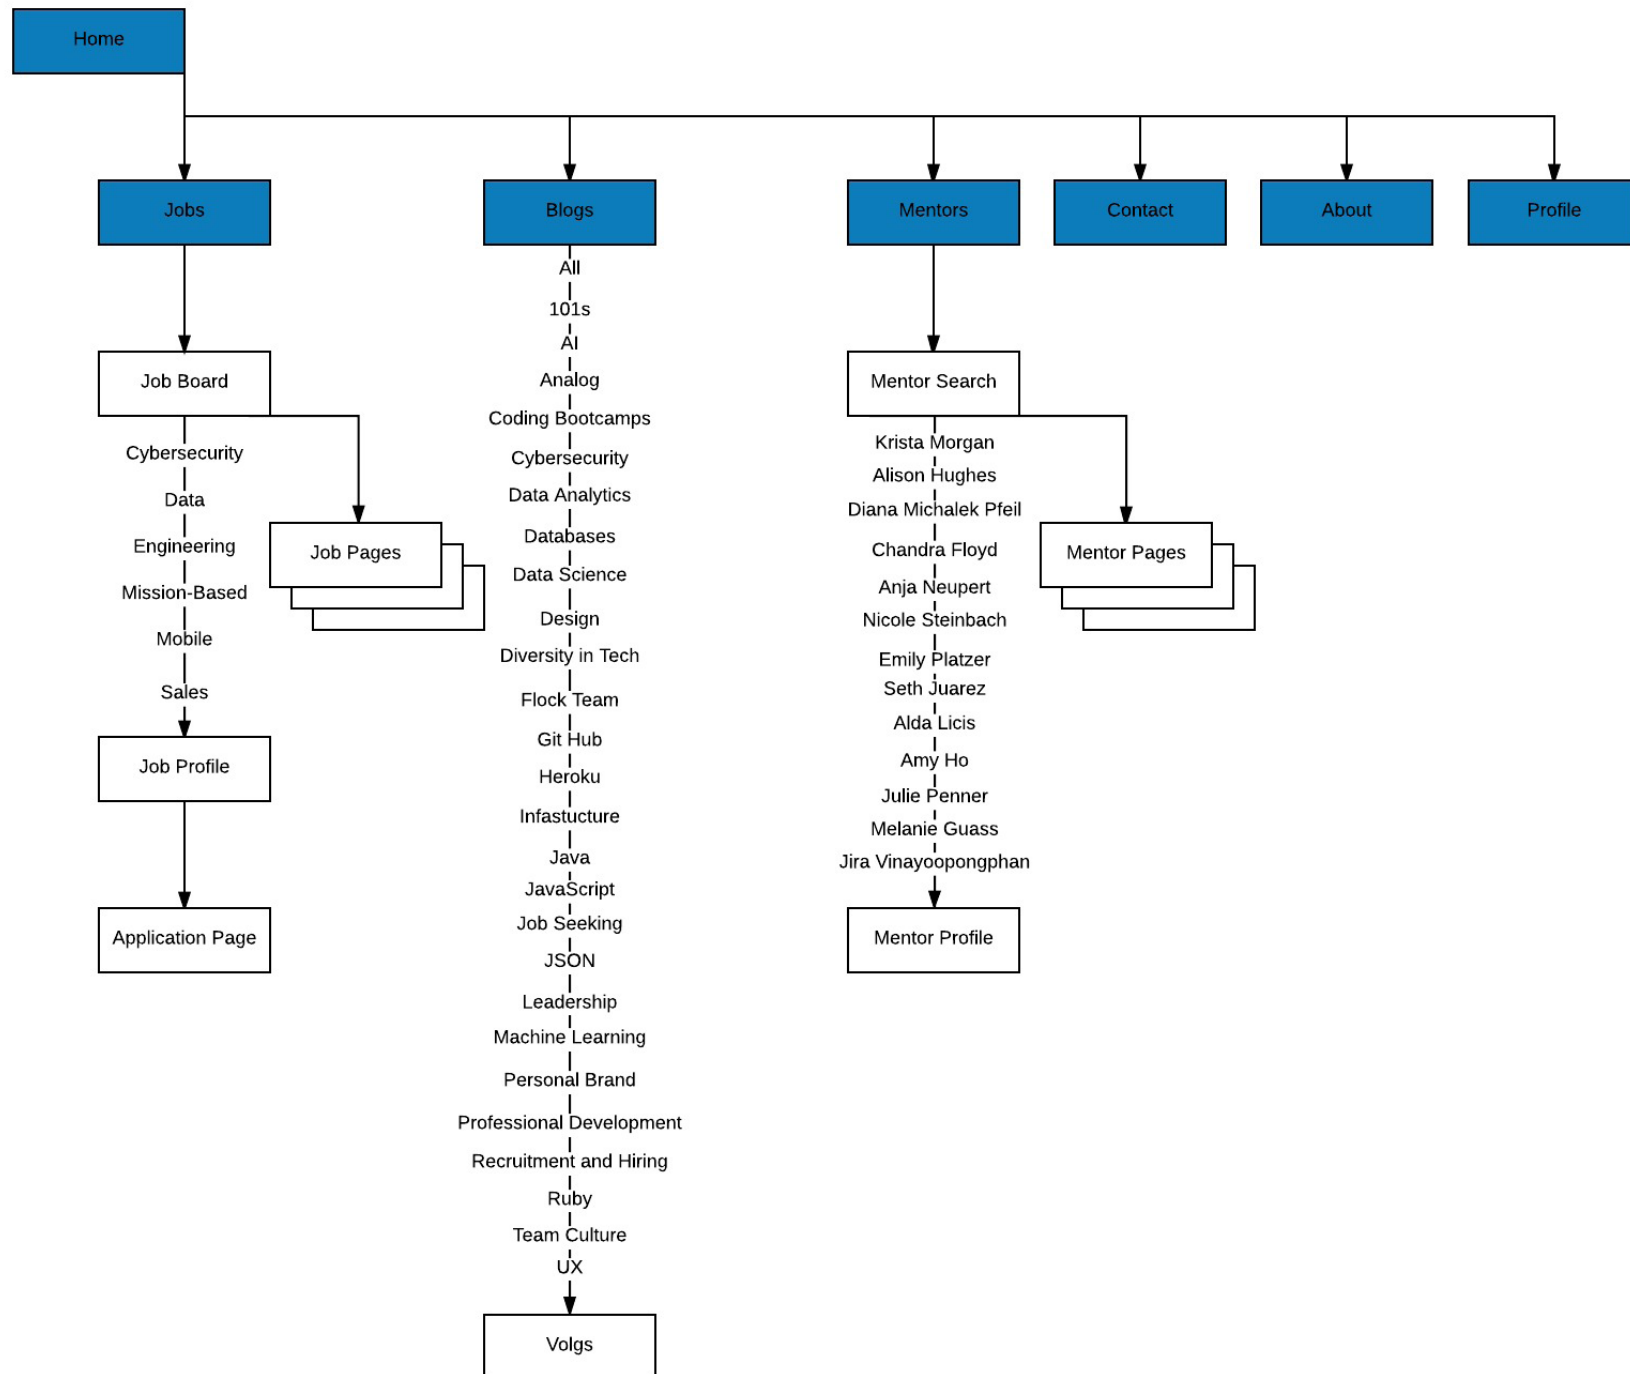 Home
Jobs
Blogs
Mentors
Contact
About
Profile
Job Board
Cybersecurity
Data
Engineering
Mission-Based
Mobile
Sales
Job Pages
Job Profile
Application Page
All
101s
AI
Analog
Coding Bootcamps
Cybersecurity
Data Analytics
Databases
Data Science
Design
Diversity in Tech
Flock Team
Git Hub
Heroku
Infastucture
Java
JavaScript
Job Seeking
JSON
Leadership
Machine Learning
Personal Brand
Professional Development
Recruitment and Hiring
Ruby
Team Culture
UX
Volgs
Mentor Search
Krista Morgan
Alison Hughes
Diana Michalek Pfeil
Chandra Floyd
Anja Neupert
Nicole Steinbach
Emily Platzer
Seth Juarez
Alda Licis
Amy Ho
Julie Penner
Melanie Guass
Jira Vinayoopongphan
Mentor Pages
Mentor Profile